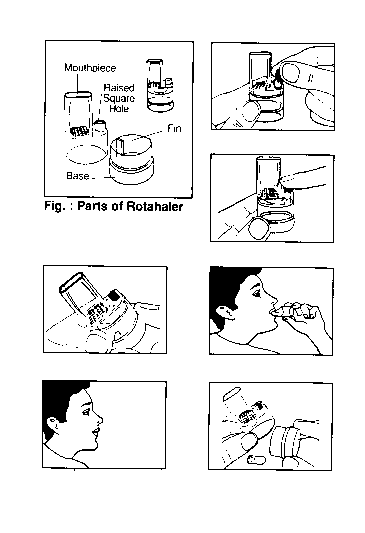 Mouthpiece
Raised
Square
Hole
Fin
Base
Fig. : Parts of Rotahaler